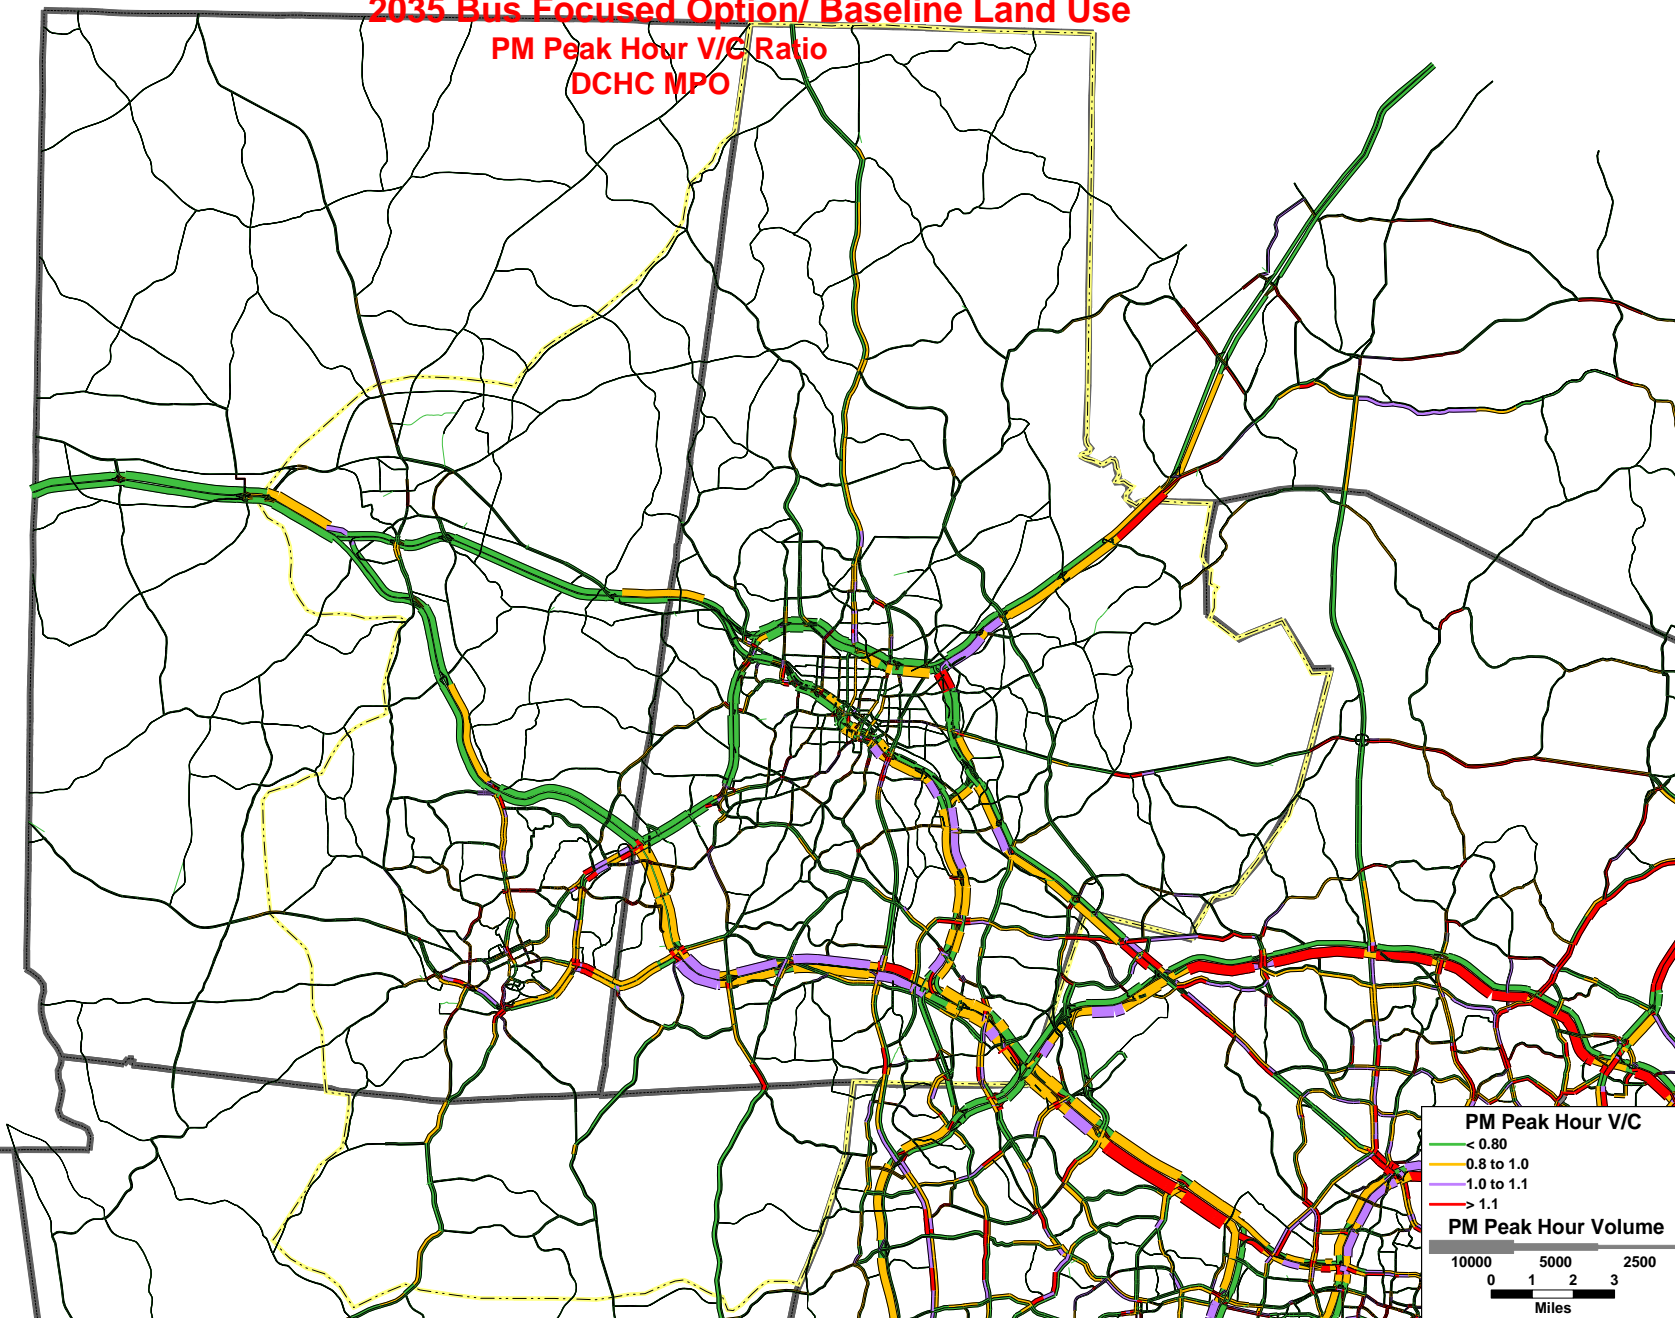 2035 Bus Focused Option/ Baseline Land Use
PM Peak Hour V/C Ratio
DCHC MPO
PM Peak Hour V/C
< 0.80
0.8 to 1.0
1.0 to 1.1
> 1.1
PM Peak Hour Volume
10000 5000 2500
0 1 2 3
Miles